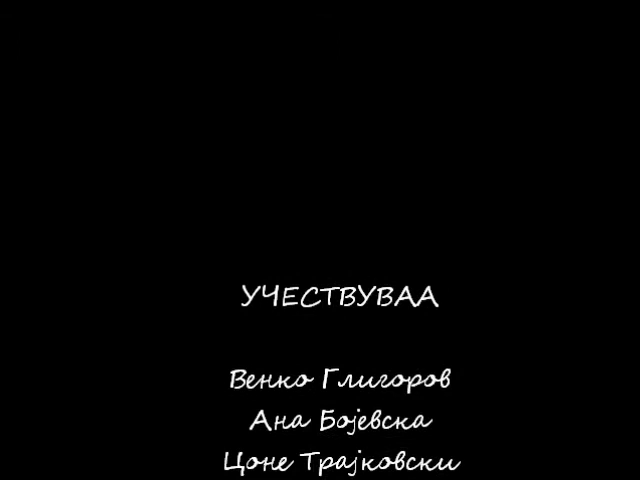 УЧЕСТВУВАА
Венко Глигоров
Ана Бојевска
Цоне Трајковски